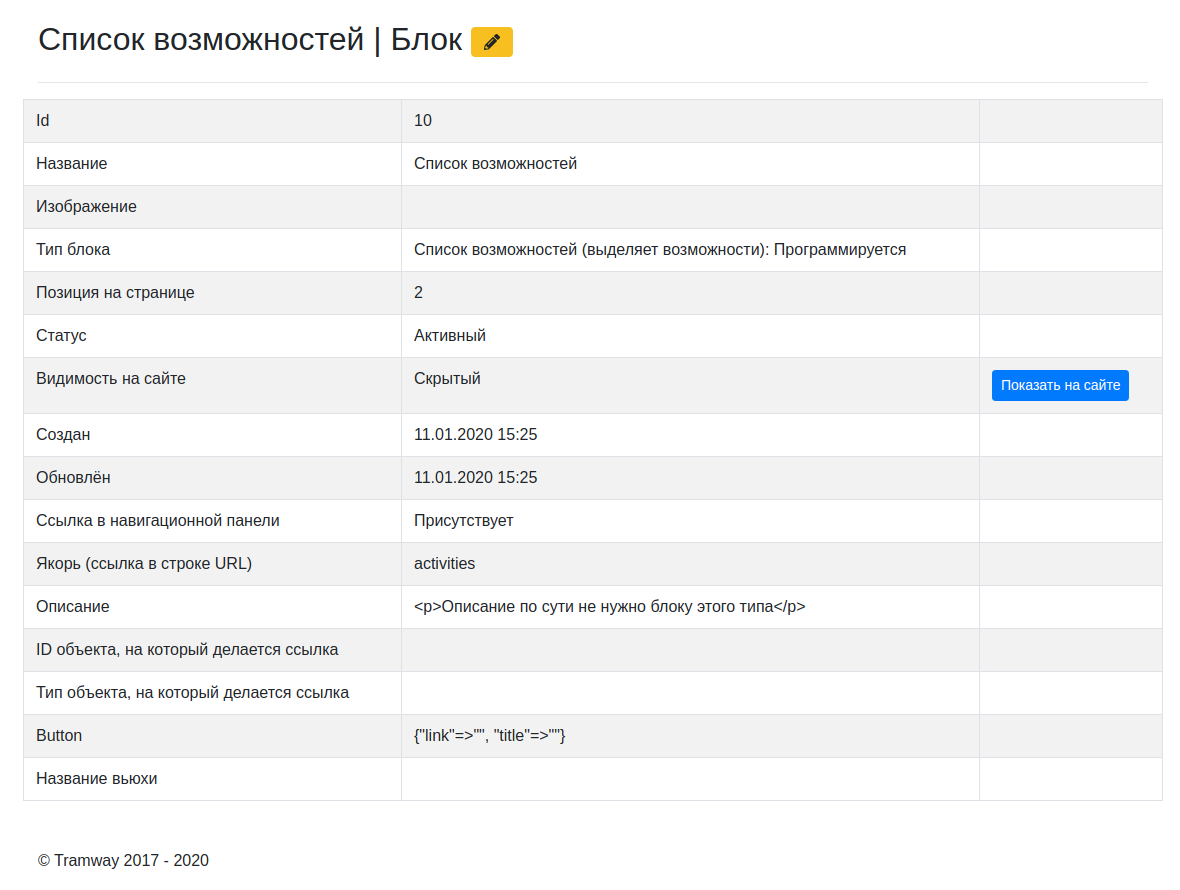 Список возможностей | Блок
Id 10
Название Список возможностей
Изображение
Тип блока Список возможностей (выделяет возможности): Программируется
Позиция на странице 2
Статус Активный
Видимость на сайте Скрытый Показать на сайте
Создан 11.01.2020 15:25
Обновлён 11.01.2020 15:25
Ссылка в навигационной панели Присутствует
Якорь (ссылка в строке URL) activities
Описание <p>Описание по сути не нужно блоку этого типа</p>
ID объекта, на который делается ссылка
Тип объекта, на который делается ссылка
Button {"link"=>"", "title"=>""}
Название вьюхи
© Tramway 2017 - 2020